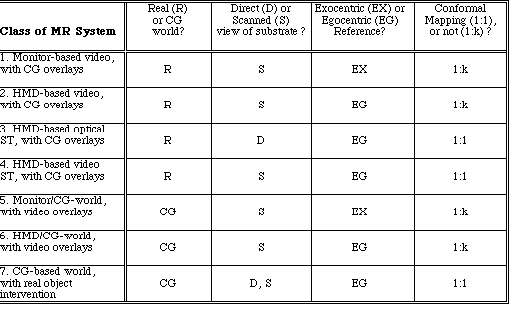 Class of MR System
Real (R)
or CG
world?
Direct (D) or
Scanned (S)
view of substrate ?
Exocentric (EX) or
Egocentric (EG)
Reference?
Conformal
Mapping (1:1),
or not (1:k) ?
1. Monitor-based video,
with CG overlays
R
S
EX
1:k
2. HMD-based video,
with CG overlays
R
S
EG
1:k
3. HMD-based optical
ST, with CG overlays
R
D
EG
1:1
4. HMD-based video
ST, with CG overlays
R
S
EG
1:1
5. Monitor/CG-world,
with video overlays
CG
S
EX
1:k
6. HMD/CG-world,
with video overlays
CG
S
EG
1:k
7. CG-based world,
with real object
intervention
CG
D, S
EG
1:1